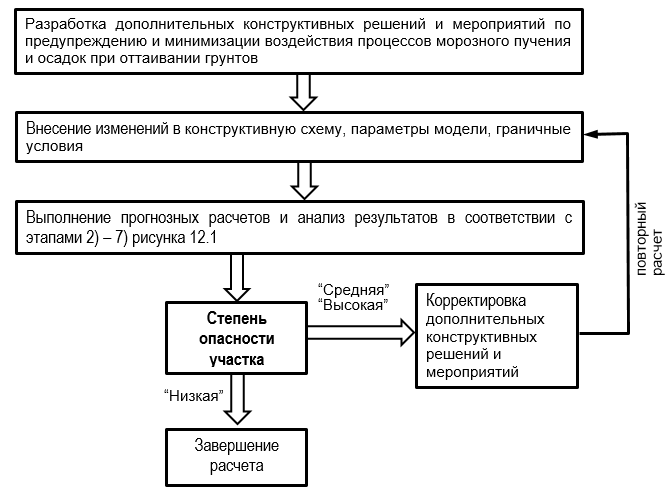 Разработка дополнительных конструктивных решений и мероприятий по
предупреждению и минимизации воздействия процессов морозного пучения
и осадок при оттаивании грунтов
Внесение изменений в конструктивную схему, параметры модели, граничные
условия
Выполнение прогнозных расчетов и анализ результатов в соответствии с
этапами 2) – 7) рисунка 12.1
повторный
расчет
“Средняя”
“Высокая”
Степень
опасности
участка
Корректировка
дополнительных
конструктивных
решений и
мероприятий
“Низкая”
Завершение
расчета